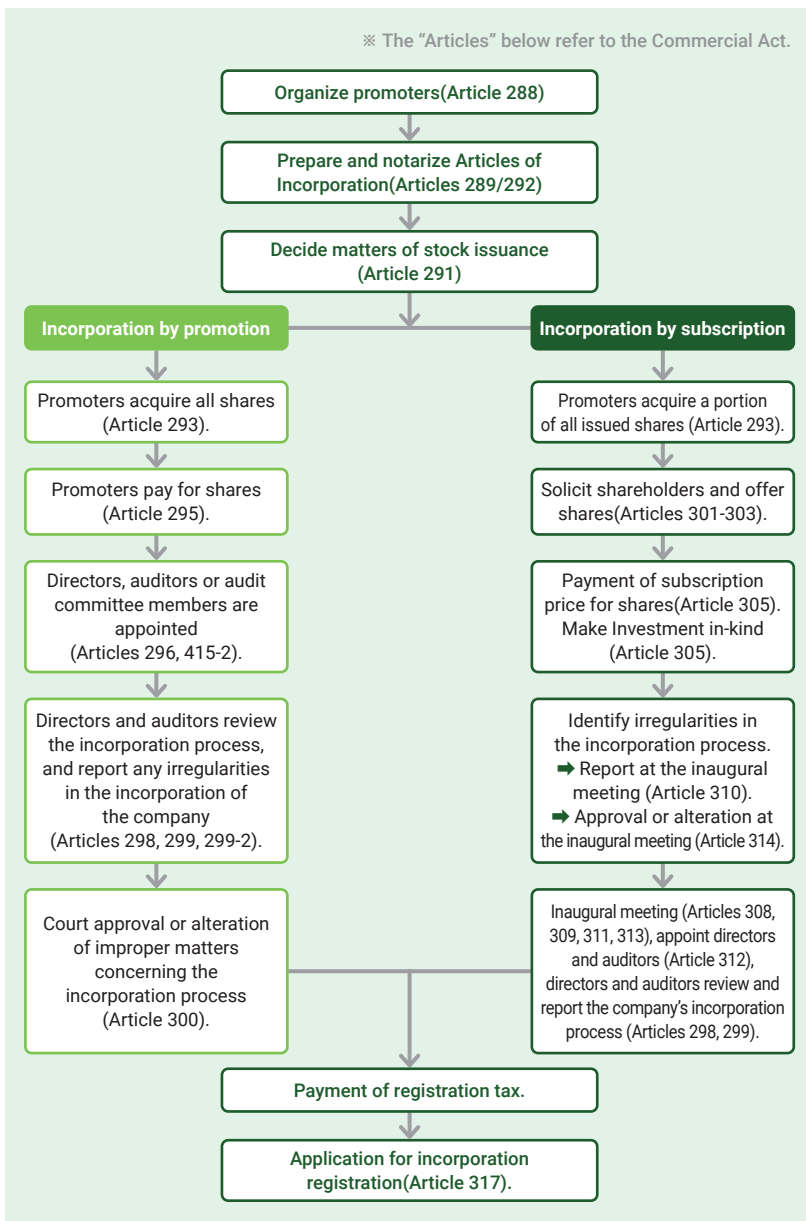 ※ The “Articles” below refer to the Commercial Act.
Organize promoters(Article 288)
Prepare and notarize Articles of
Incorporation(Articles 289/292)
Decide matters of stock issuance
(Article 291)
Incorporation by promotion
Promoters acquire all shares
(Article 293).
Promoters pay for shares
(Article 295).
Directors, auditors or audit
committee members are
appointed
(Articles 296, 415-2).
Directors and auditors review
the incorporation process,
and report any irregularities
in the incorporation of
the company
(Articles 298, 299, 299-2).
Court approval or alteration
of improper matters
concerning the
incorporation process
(Article 300).
Incorporation by subscription
Promoters acquire a portion
of all issued shares (Article 293).
Solicit shareholders and offer
shares(Articles 301-303).
Payment of subscription
price for shares(Article 305).
Make Investment in-kind
(Article 305).
Identify irregularities in
the incorporation process.
➡ Report at the inaugural
meeting (Article 310).
➡ Approval or alteration at
the inaugural meeting (Article 314).
Inaugural meeting (Articles 308,
309, 311, 313), appoint directors
and auditors (Article 312),
directors and auditors review and
report the company’s incorporation
process (Articles 298, 299).
Payment of registration tax.
Application for incorporation
registration(Article 317).